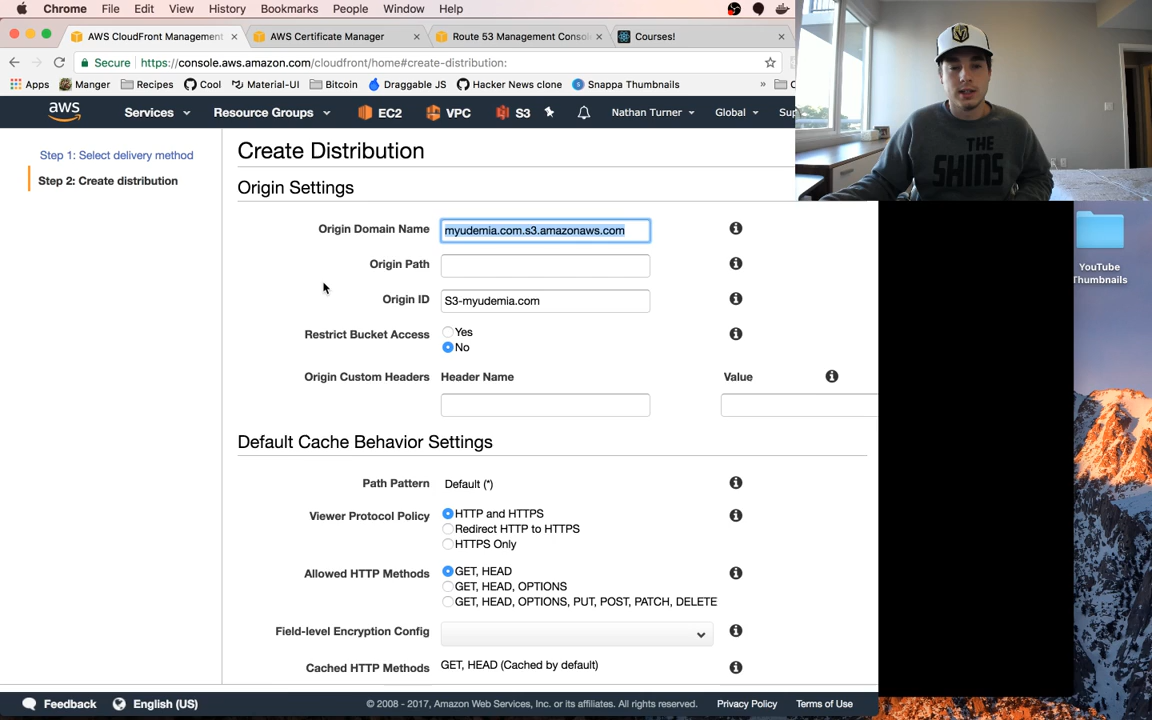 Chrome File Edit View History Bookmarks People Window Help
AWS CloudFront Management
AWS Certificate Manager
Route 53 Management Consol
Courses!
Secure https://console.aws.amazon.com/cloudfront/home#create-distribution:
Apps Manger Recipes Cool Material-UI Bitcoin Draggable JS Hacker News clone Snappa Thumbnails » C
aws Services Resource Groups EC2 VPC S3 Nathan Turner Global Sup
THE
SHINS
Step 1: Select delivery method
Step 2: Create distribution
Create Distribution
Origin Settings
Origin Domain Name myudemia.com.s3.amazonaws.com
Origin Path
Origin ID S3-myudemia.com
Restrict Bucket Access Yes
No
Origin Custom Headers Header Name Value
Default Cache Behavior Settings
Path Pattern Default (*)
Viewer Protocol Policy HTTP and HTTPS
Redirect HTTP to HTTPS
HTTPS Only
Allowed HTTP Methods GET, HEAD
GET, HEAD, OPTIONS
GET, HEAD, OPTIONS, PUT, POST, PATCH, DELETE
Field-level Encryption Config
Cached HTTP Methods GET, HEAD (Cached by default)
YouTube
Thumbnails
Feedback English (US) © 2008 - 2017, Amazon Web Services, Inc. or its affiliates. All rights reserved. Privacy Policy Terms of Use